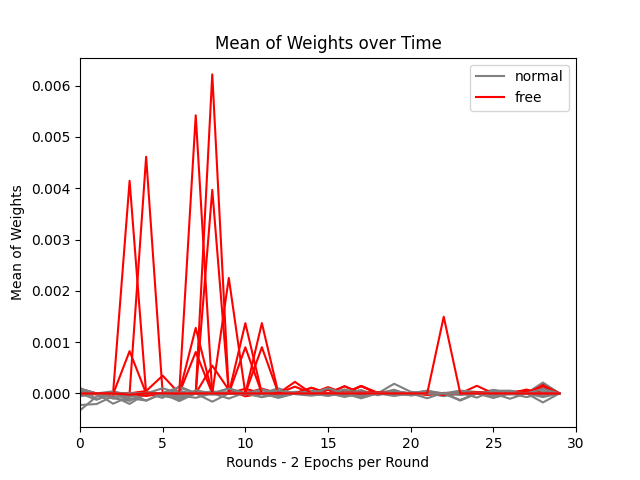 Mean of Weights over Time
normal
free
Mean of Weights
0.006
0.005
0.004
0.003
0.002
0.001
0.000
0 5 10 15 20 25 30
Rounds - 2 Epochs per Round